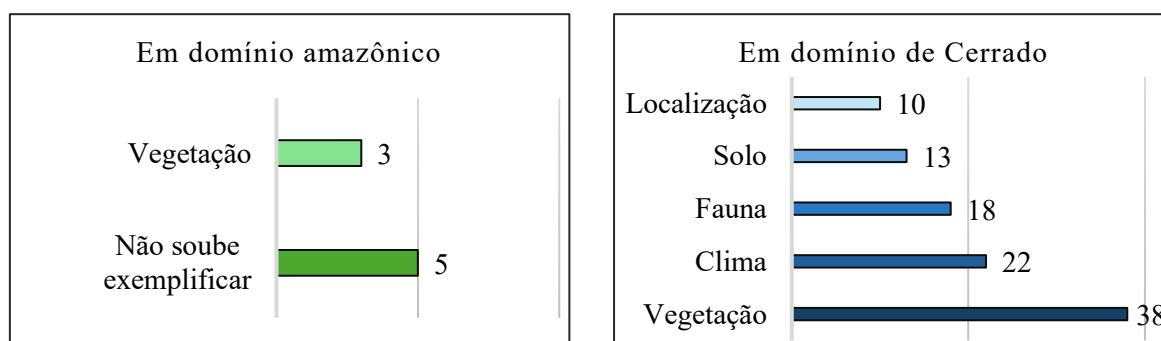 Em domínio amazônico
Vegetação 3
Não soube
exemplificar 5
Em domínio de Cerrado
Localização 10
Solo 13
Fauna 18
Clima 22
Vegetação 38